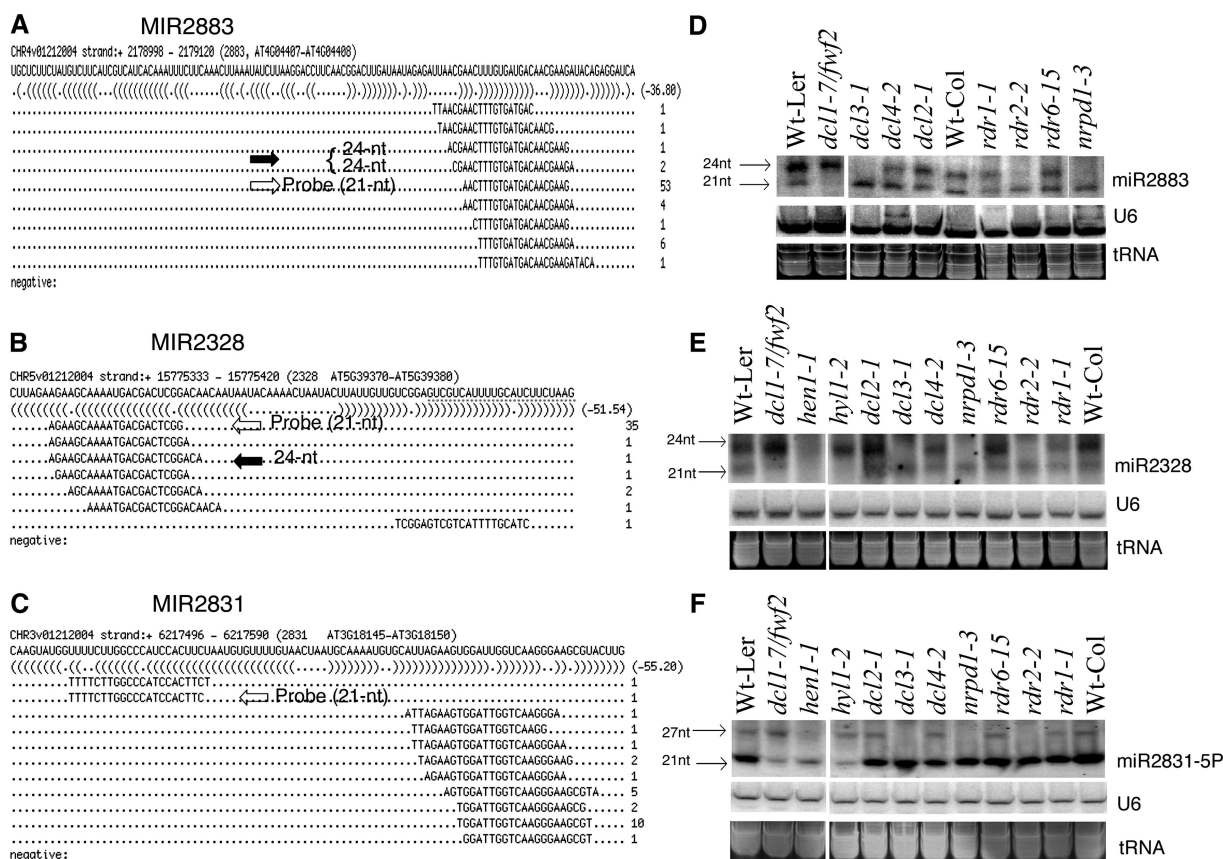 A
MIR2883
CHR4v01212004 strand:+ 2178998 - 2179120 (2883, AT4G04407-AT4G04408)
UGCUCUUCUAUGUCUUCAUCGUCAUCACAAAUUUCUUCAAACUUAAAUAUCUUAAGGACCUUCAACGGACUUGAUAAUAGAGAUUAACGAACUUUGUGAUGACAACGAAGAUACAGAGGAUCA
(-36.80)
TTAACGAACTTTGTGATGAC 1
TAACGAACTTTGTGATGACAACG 1
24-nt ACGAACTTTGTGATGACAACGAAG 1
24-nt CGAACTTTGTGATGACAACGAAGA 2
Probe (21-nt) AACTTTGTGATGACAACGAAG 53
AACTTTGTGATGACAACGAAGA 4
CTTTGTGATGACAACGAAG 1
TTTGTGATGACAACGAAGA 6
TTTGTGATGACAACGAAGATACA 1
negative:
B
MIR2328
CHR5v01212004 strand:+ 15775333 - 15775420 (2328 AT5G39370-AT5G39380)
CUUAGAAGAAGCAAAAUGACGACUCGGACAACAAUAAUACAAAACUAAUACUUAUUGUUGUCGGAGUCGUCAUUUUGCAUCUUCUAAG
(-51.54)
AGAAGCAAAATGACGACTCGG Probe (21-nt) 35
AGAAGCAAAATGACGACTCGGA 1
AGAAGCAAAATGACGACTCGGACA 24-nt 1
GAAGCAAAATGACGACTCGGA 1
AGCAAAATGACGACTCGGACA 2
AAAATGACGACTCGGACAACA 1
TCGGAGTCGTCATTTTGCATC 1
negative:
C
MIR2831
CHR3v01212004 strand:+ 6217496 - 6217590 (2831 AT3G18145-AT3G18150)
CAAGUAUGGUUUUCUUGGCCCAUCCACUUCUAAUGUGUUUUGUAACUAAUGCAAAAUGUGCAUUAGAAGUGGAUUGGUCAAGGGAAGCGUACUUG
(-55.20)
TTTTCTTGGCCCATCCACTTCT 1
TTTTCTTGGCCCATCCACTTC Probe (21-nt) 1
ATTAGAAGTGGATTGGTCAAGGGA 1
TTAGAAGTGGATTGGTCAAGG 1
TTAGAAGTGGATTGGTCAAGGGAA 1
TAGAAGTGGATTGGTCAAGGGAAG 2
AGAAGTGGATTGGTCAAGGGAA 1
AGTGGATTGGTCAAGGGAAGCGTA 5
TGGATTGGTCAAGGGAAGCG 2
TGGATTGGTCAAGGGAAGCGT 10
GGATTGGTCAAGGGAAGCGT 1
negative:
D
Wt-Ler dcl1-7/fwf2 dcl3-1 dcl4-2 dcl2-1 Wt-Col rdr1-1 rdr2-2 rdr6-15 nrpd1-3
24nt
21nt
miR2883
U6
tRNA
E
Wt-Ler dcl1-7/fwf2 hen1-1 hyl1-2 dcl2-1 dcl3-1 dcl4-2 nrpd1-3 rdr6-15 rdr2-2 rdr1-1 Wt-Col
24nt
21nt
miR2328
U6
tRNA
F
Wt-Ler dcl1-7/fwf2 hen1-1 hyl1-2 dcl2-1 dcl3-1 dcl4-2 nrpd1-3 rdr6-15 rdr2-2 rdr1-1 Wt-Col
27nt
21nt
miR2831-5P
U6
tRNA